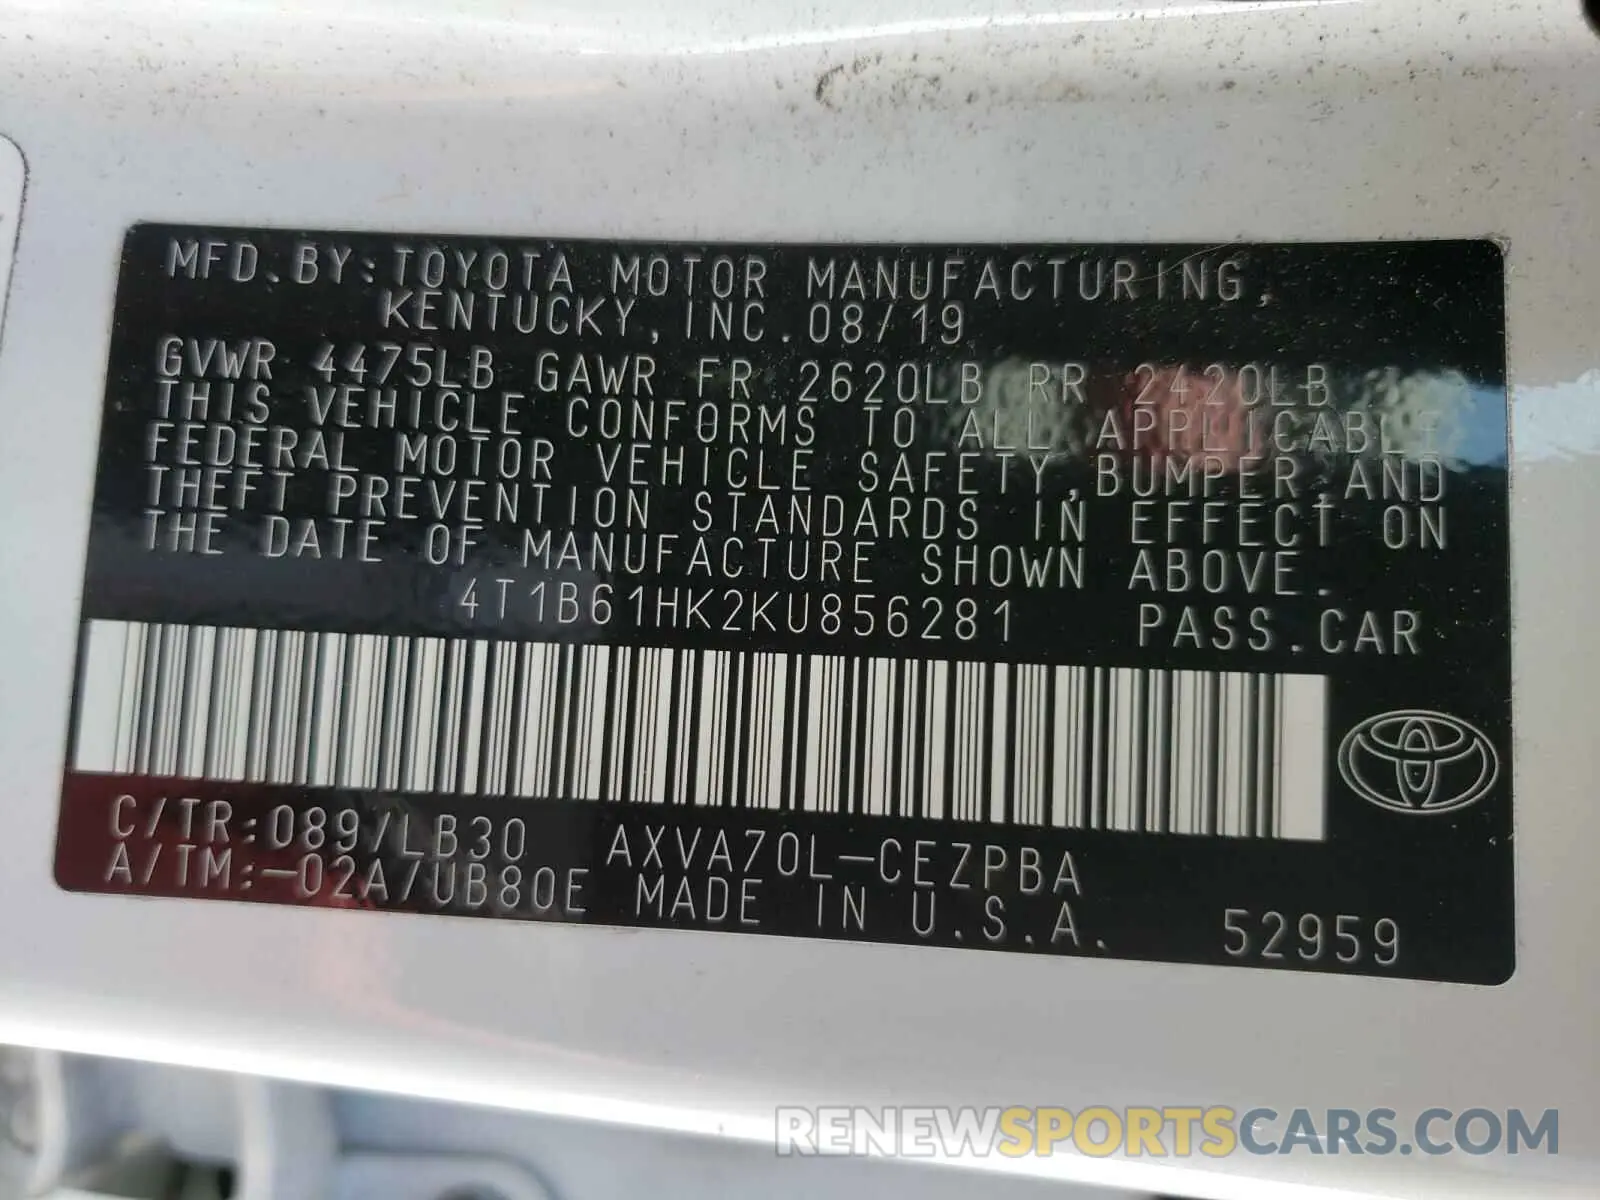 MFD.BY:TOYOTA MOTOR MANUFACTURING,
KENTUCKY,INC.08/19
GVWR 4475LB GAWR FR 2620LB RR 2420LB
THIS VEHICLE CONFORMS TO ALL APPLICABLE
FEDERAL MOTOR VEHICLE SAFETY,BUMPER,AND
THEFT PREVENTION STANDARDS IN EFFECT ON
THE DATE OF MANUFACTURE SHOWN ABOVE.
4T1B61HK2KU856281 PASS.CAR
C/TR:089/LB30 AXVA70L-CEZPBA
A/TM:-02A/UB80E MADE IN U.S.A. 52959
RENEWSPORTSCARS.COM